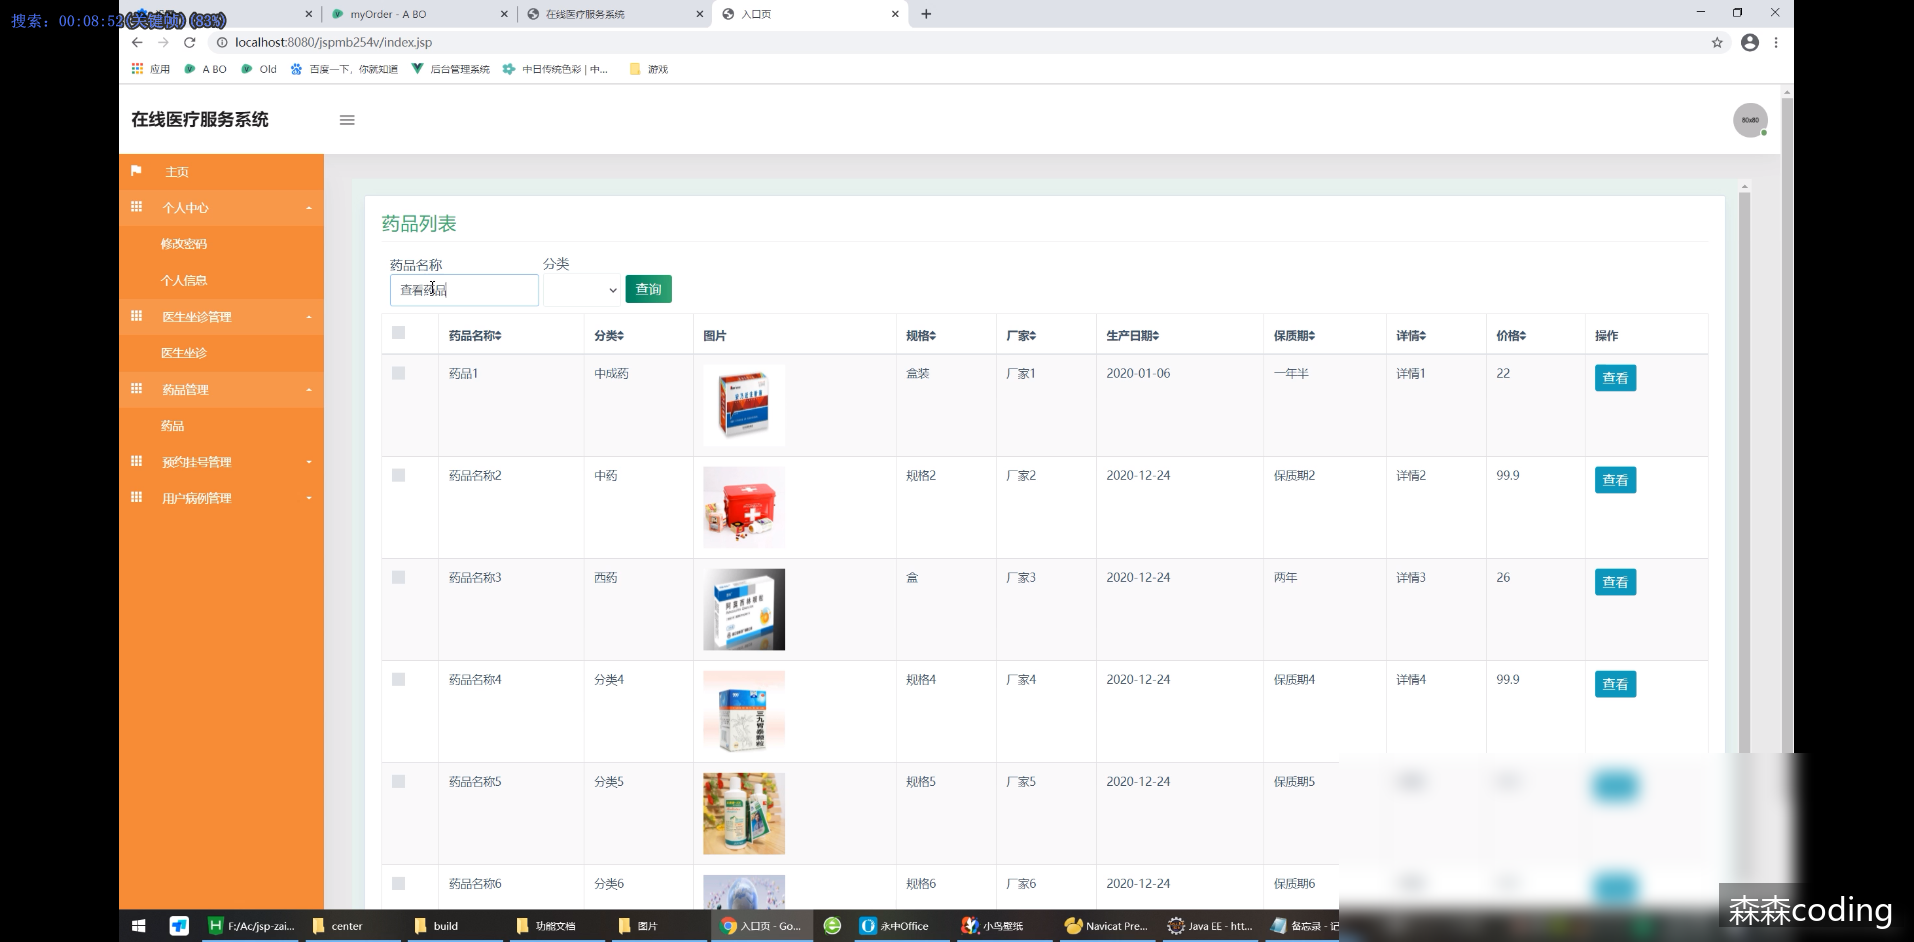 搜索: 00:08:52(关键帧)(83%)
myOrder - A BO
在线医疗服务系统
入口页
localhost:8080/jspmb254v/index.jsp
应用 A BO Old 百度一下，你就知道 后台管理系统 中日传统色彩 | 中... 游戏
在线医疗服务系统
80x80
主页
个人中心
修改密码
个人信息
医生坐诊管理
医生坐诊
药品管理
药品
预约挂号管理
用户病例管理
药品列表
药品名称 分类
查看药品 查询
药品名称 分类 图片 规格 厂家 生产日期 保质期 详情 价格 操作
药品1 中成药 盒装 厂家1 2020-01-06 一年半 详情1 22 查看
药品名称2 中药 规格2 厂家2 2020-12-24 保质期2 详情2 99.9 查看
药品名称3 西药 盒 厂家3 2020-12-24 两年 详情3 26 查看
药品名称4 分类4 规格4 厂家4 2020-12-24 保质期4 详情4 99.9 查看
三九胃泰颗粒
药品名称5 分类5 规格5 厂家5 2020-12-24 保质期5
药品名称6 分类6 规格6 厂家6 2020-12-24 保质期6
F:/Ac/jsp-zai... center build 功能文档 图片 入口页 - Go... 永中Office 小鸟壁纸 Navicat Pre... Java EE - htt... 备忘录 - 记
森森coding